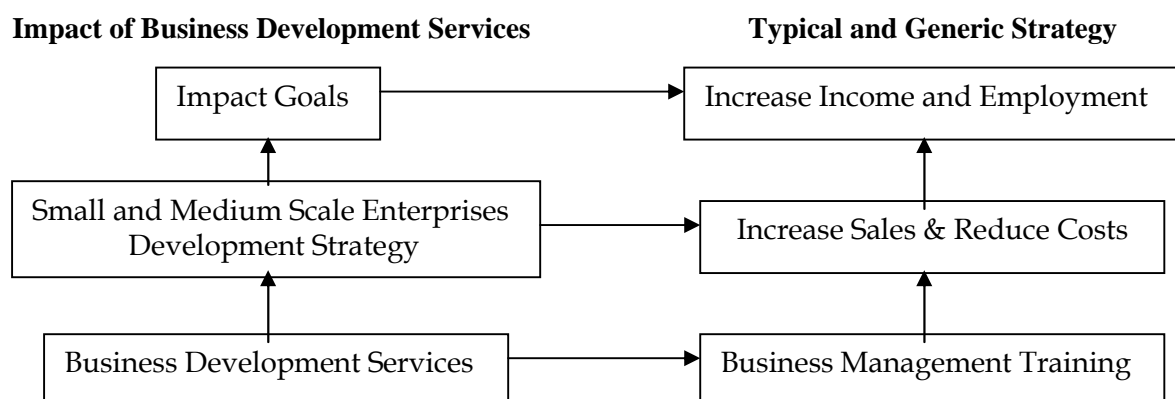 Impact of Business Development Services
Typical and Generic Strategy
Impact Goals
Increase Income and Employment
Small and Medium Scale Enterprises
Development Strategy
Increase Sales & Reduce Costs
Business Development Services
Business Management Training